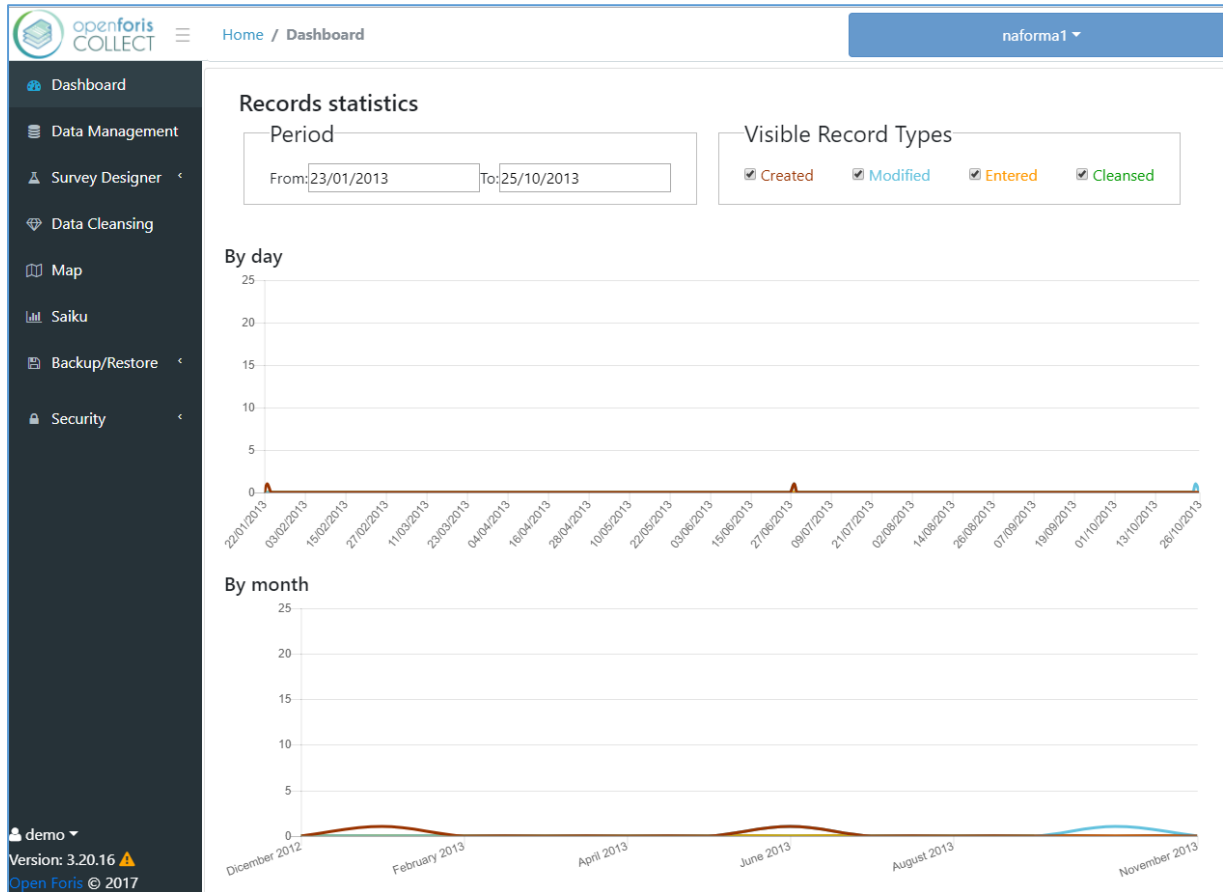 openforis
COLLECT
Home / Dashboard
naforma1
Dashboard
Data Management
Survey Designer
Data Cleansing
Map
Saiku
Backup/Restore
Security
demo
Version: 3.20.16
Open Foris © 2017
Records statistics
Period
From: 23/01/2013 To: 25/10/2013
Visible Record Types
Created Modified Entered Cleansed
By day
25
20
15
10
5
0
22/01/2013 03/02/2013 15/02/2013 27/02/2013 11/03/2013 23/03/2013 04/04/2013 16/04/2013 28/04/2013 10/05/2013 22/05/2013 03/06/2013 15/06/2013 27/06/2013 09/07/2013 21/07/2013 02/08/2013 14/08/2013 26/08/2013 07/09/2013 19/09/2013 01/10/2013 13/10/2013 26/10/2013
By month
25
20
15
10
5
0
Dicember 2012 February 2013 April 2013 June 2013 August 2013 November 2013